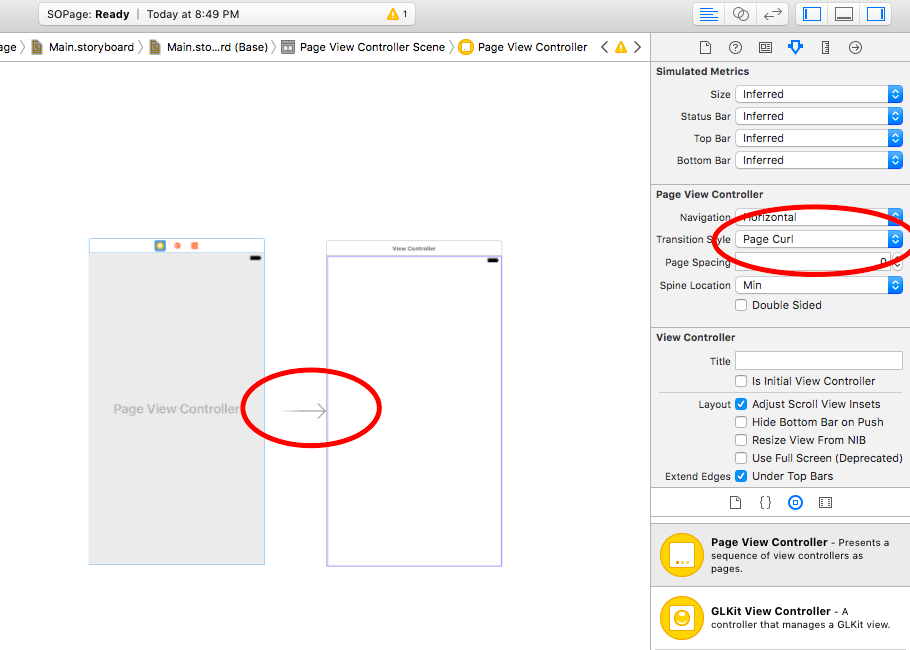 SOPage: Ready | Today at 8:49 PM 1
age Main.storyboard Main.sto...rd (Base) Page View Controller Scene Page View Controller
Simulated Metrics
Size Inferred
Status Bar Inferred
Top Bar Inferred
Bottom Bar Inferred
Page View Controller
Navigation Horizontal
Transition Style Page Curl
Page Spacing 0
Spine Location Min
Double Sided
View Controller
Page View Controller
View Controller
Title
Is Initial View Controller
Layout Adjust Scroll View Insets
Hide Bottom Bar on Push
Resize View From NIB
Use Full Screen (Deprecated)
Extend Edges Under Top Bars
{}
Page View Controller - Presents a
sequence of view controllers as
pages.
GLKit View Controller - A
controller that manages a GLKit view.